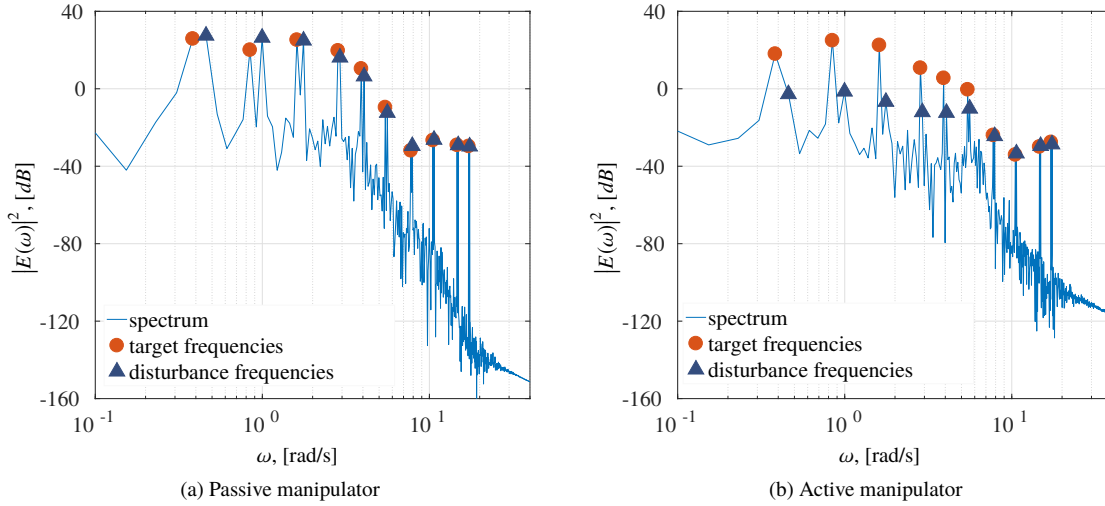 40
0
-40
-80
-120
-160
|E(ω)|², [dB]
spectrum
target frequencies
disturbance frequencies
10⁻¹ 10⁰ 10¹
ω, [rad/s]
(a) Passive manipulator
40
0
-40
-80
-120
-160
|E(ω)|², [dB]
spectrum
target frequencies
disturbance frequencies
10⁻¹ 10⁰ 10¹
ω, [rad/s]
(b) Active manipulator